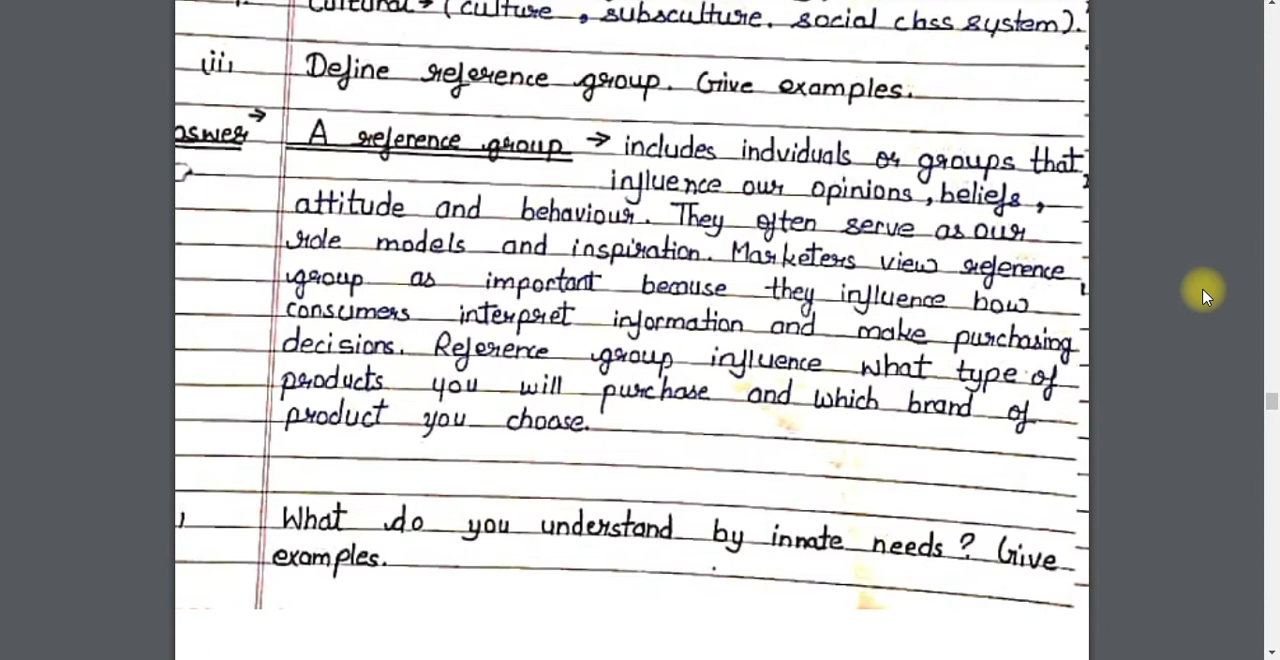 Cultural → (culture, subculture. social class system).
iii, Define reference group. Give examples.
answer → A reference group → includes indviduals or groups that
influence our opinions, beliefs,
attitude and behaviour. They often serve as our
role models and inspiration. Marketers view reference
group as important because they influence how
consumers interpret information and make purchasing
decisions. Reference group influence what type of
products you will purchase and which brand of
product you choose.
What do you understand by innate needs? Give
examples.